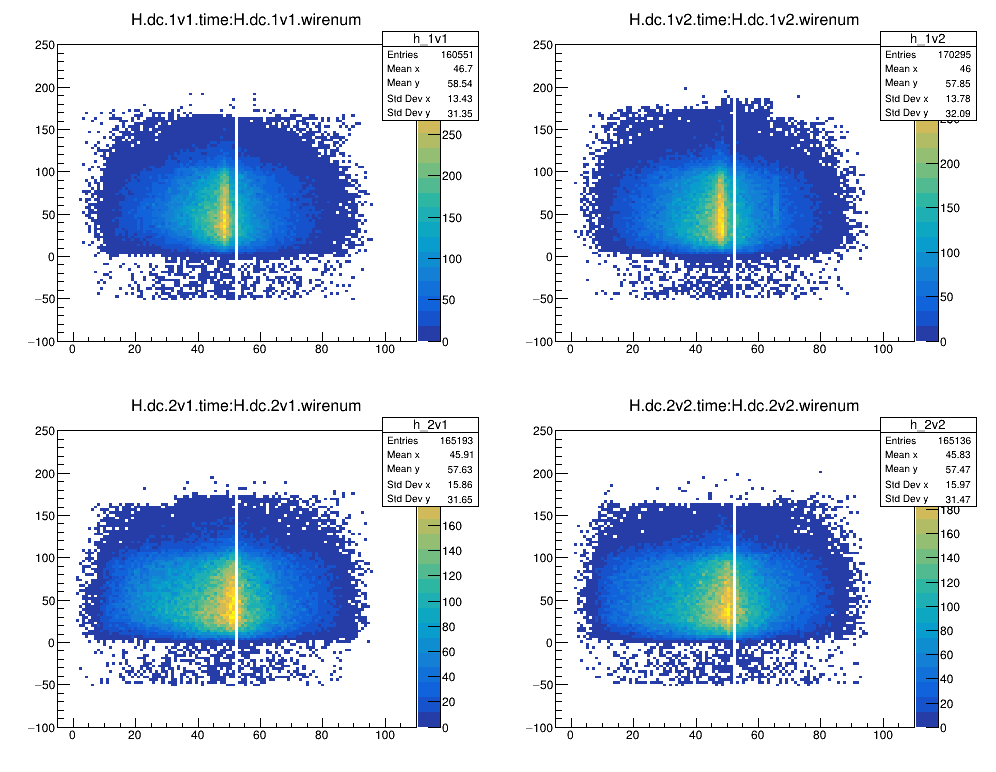 H.dc.1v1.time:H.dc.1v1.wirenum
h_1v1
Entries 160551
Mean x 46.7
Mean y 58.54
Std Dev x 13.43
Std Dev y 31.35
250
200
150
100
50
0
−50
−100
0 20 40 60 80 100
250
200
150
100
50
0
H.dc.1v2.time:H.dc.1v2.wirenum
h_1v2
Entries 170295
Mean x 46
Mean y 57.85
Std Dev x 13.78
Std Dev y 32.09
250
200
150
100
50
0
−50
−100
0 20 40 60 80 100
200
150
100
50
0
H.dc.2v1.time:H.dc.2v1.wirenum
h_2v1
Entries 165193
Mean x 45.91
Mean y 57.63
Std Dev x 15.86
Std Dev y 31.65
250
200
150
100
50
0
−50
−100
0 20 40 60 80 100
160
140
120
100
80
60
40
20
0
H.dc.2v2.time:H.dc.2v2.wirenum
h_2v2
Entries 165136
Mean x 45.83
Mean y 57.47
Std Dev x 15.97
Std Dev y 31.47
250
200
150
100
50
0
−50
−100
0 20 40 60 80 100
180
160
140
120
100
80
60
40
20
0